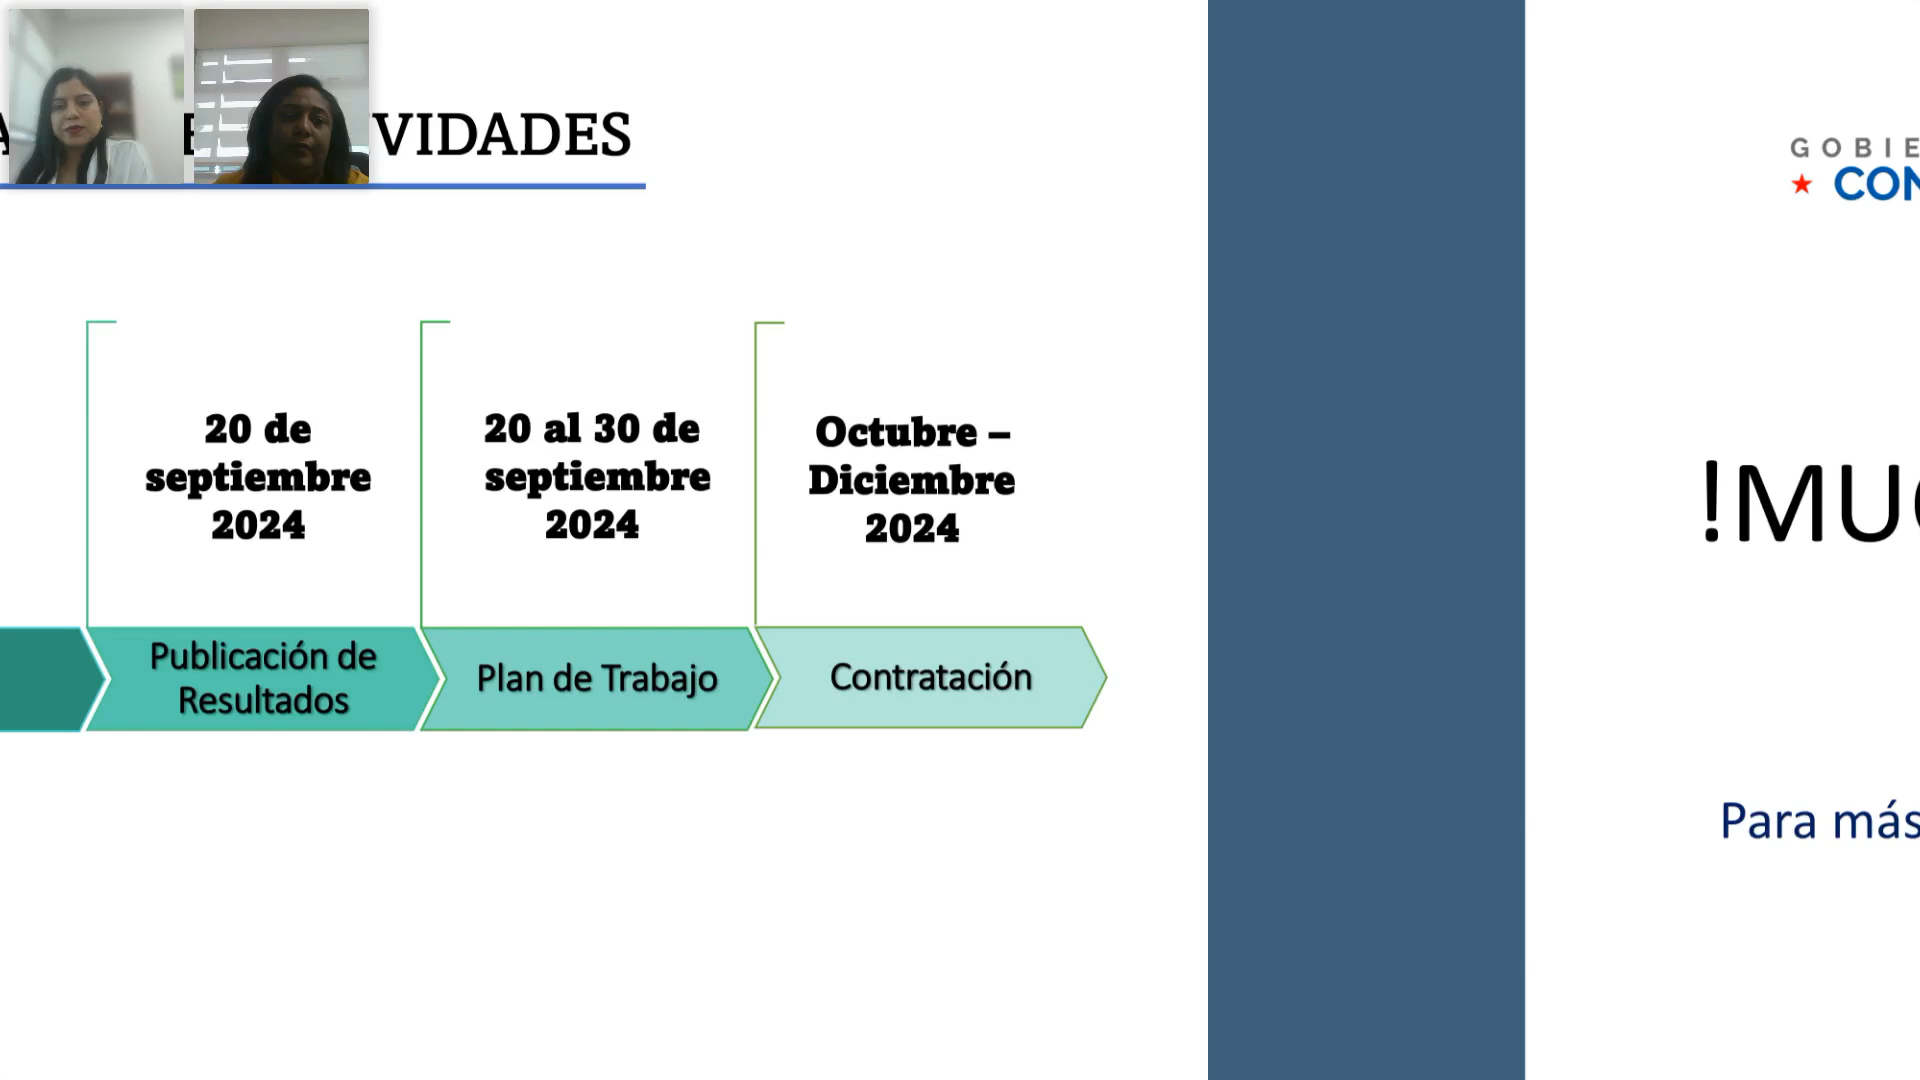 VIDADES
20 de
septiembre
2024
20 al 30 de
septiembre
2024
Octubre –
Diciembre
2024
Publicación de
Resultados
Plan de Trabajo
Contratación
GOBIE
CON
!MUC
Para más